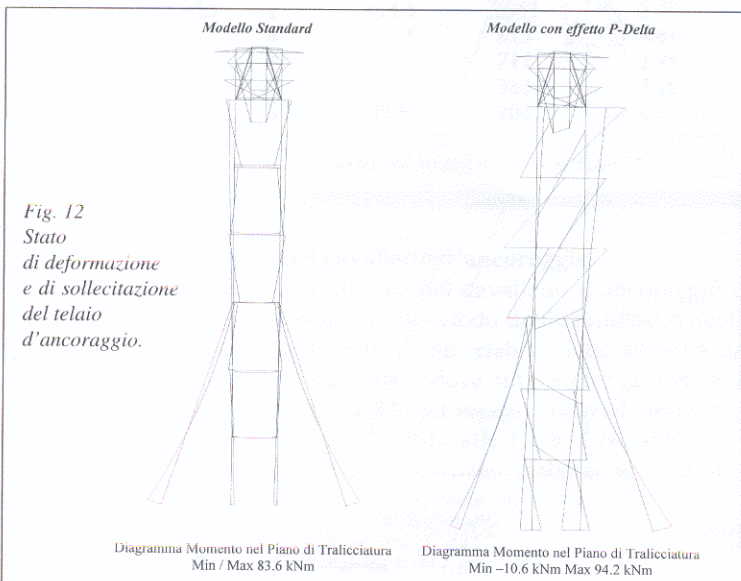 Modello Standard
Modello con effetto P-Delta
Fig. 12
Stato
di deformazione
e di sollecitazione
del telaio
d'ancoraggio.
Diagramma Momento nel Piano di Tralicciatura
Min / Max 83.6 kNm
Diagramma Momento nel Piano di Tralicciatura
Min –10.6 kNm Max 94.2 kNm